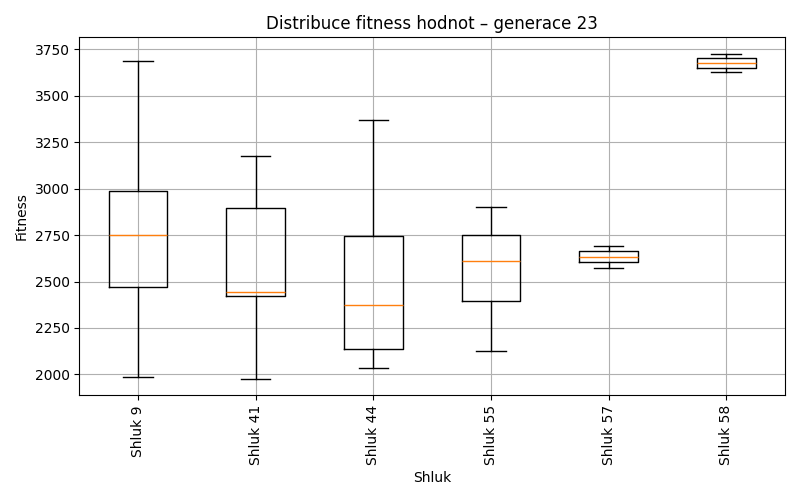 Distribuce fitness hodnot – generace 23
Fitness
3750
3500
3250
3000
2750
2500
2250
2000
Shluk 9
Shluk 41
Shluk 44
Shluk 55
Shluk 57
Shluk 58
Shluk